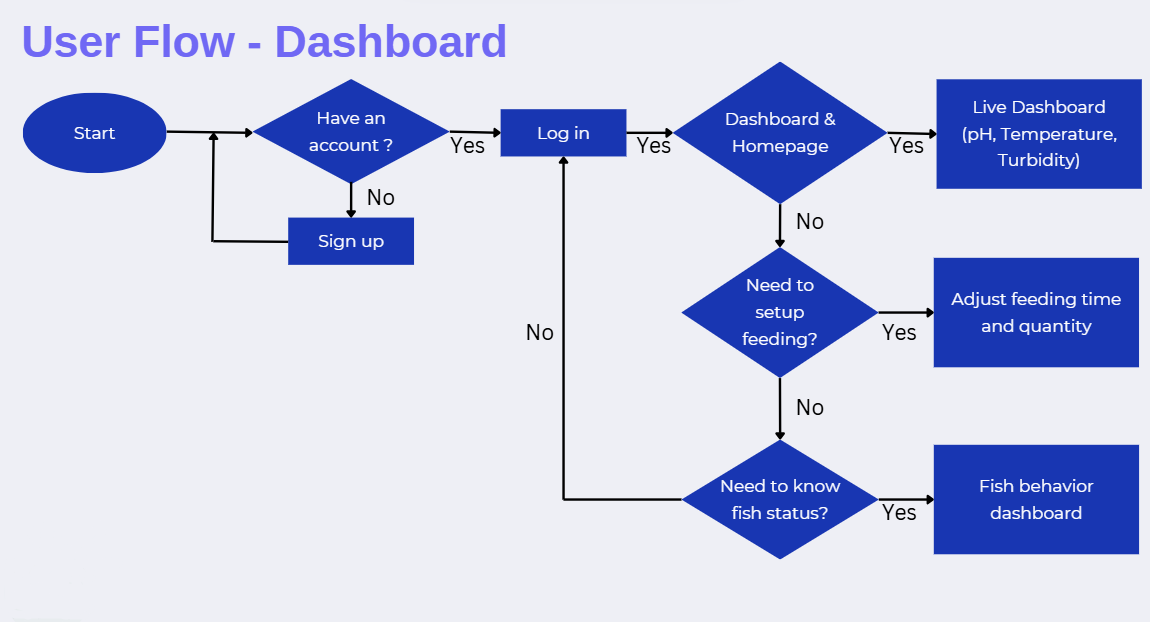 User Flow - Dashboard
Start
Have an
account ?
Yes
No
Sign up
Log in
Yes
Dashboard &
Homepage
Yes
Live Dashboard
(pH, Temperature,
Turbidity)
No
Need to
setup
feeding?
Yes
Adjust feeding time
and quantity
No
Need to know
fish status?
Yes
Fish behavior
dashboard
No